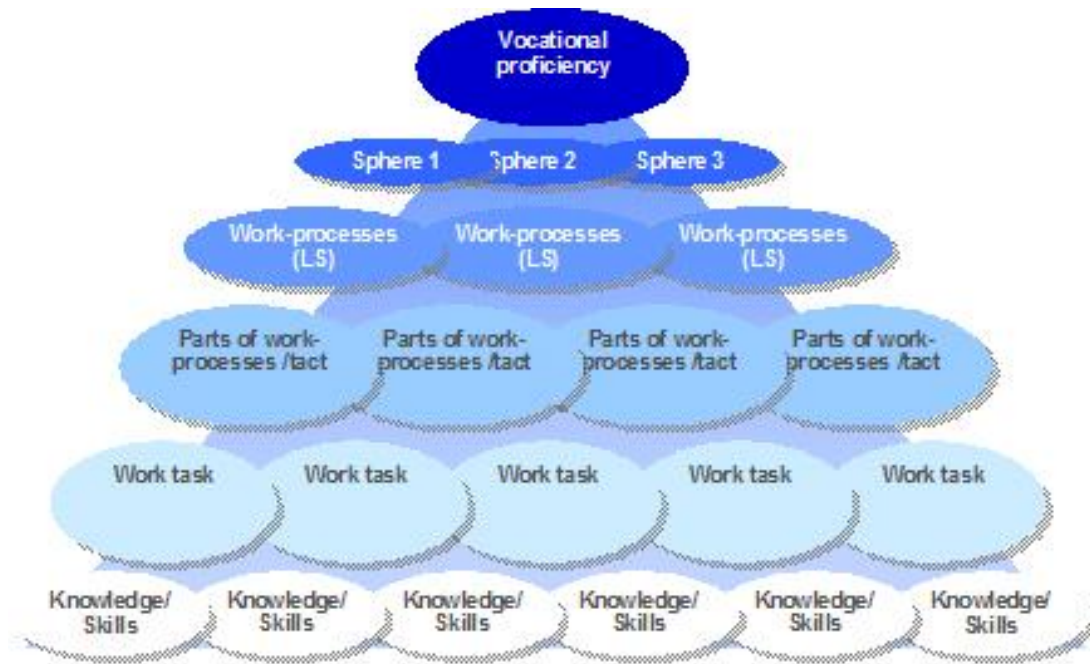 Vocational
proficiency
Sphere 1 Sphere 2 Sphere 3
Work-processes Work-processes Work-processes
(LS) (LS) (LS)
Parts of work- Parts of work- Parts of work- Parts of work-
processes /tact processes /tact processes /tact processes /tact
Work task Work task Work task Work task Work task
Knowledge/ Knowledge/ Knowledge/ Knowledge/ Knowledge/ Knowledge/
Skills Skills Skills Skills Skills Skills